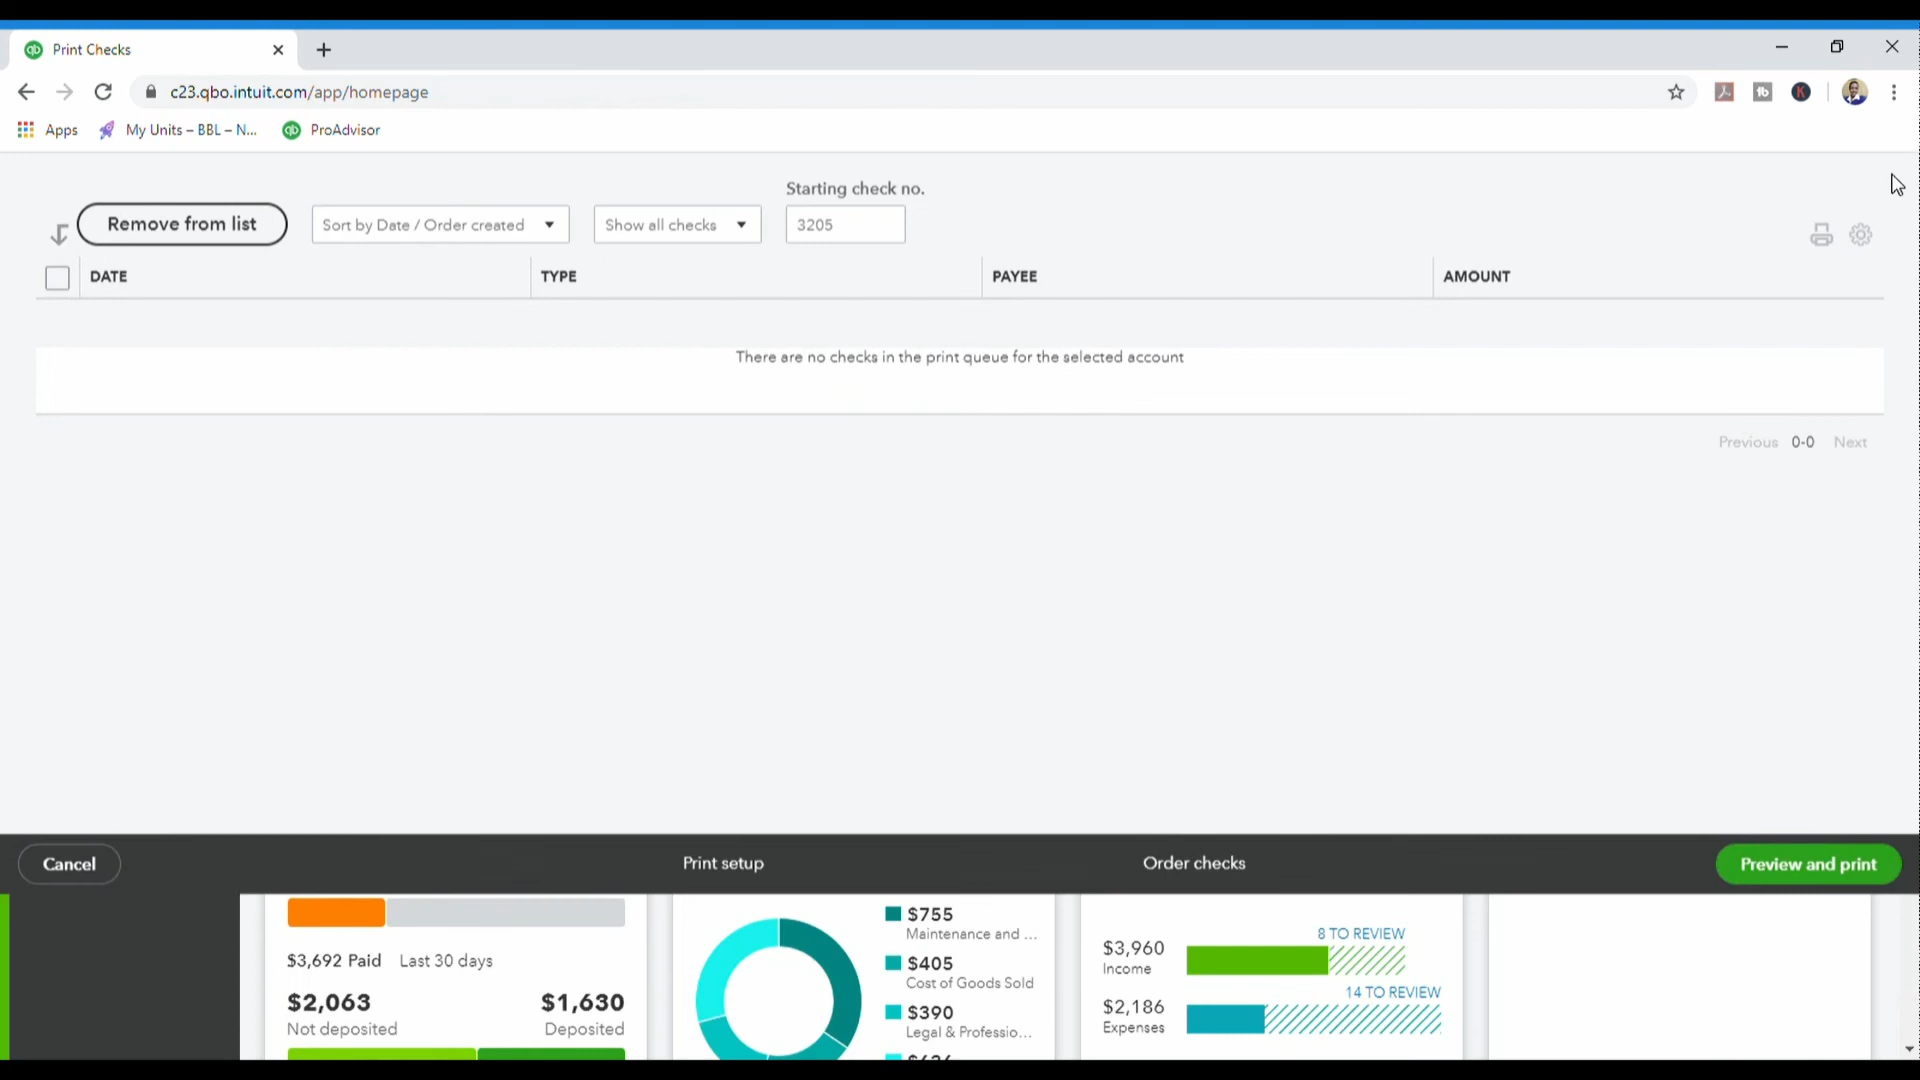 Print Checks
c23.qbo.intuit.com/app/homepage
Apps
My Units – BBL – N...
ProAdvisor
Starting check no.
Remove from list
Sort by Date / Order created
Show all checks
3205
DATE
TYPE
PAYEE
AMOUNT
There are no checks in the print queue for the selected account
Previous 0-0 Next
Cancel
Print setup
Order checks
Preview and print
$3,692 Paid Last 30 days
$2,063
Not deposited
$1,630
Deposited
$755
Maintenance and ...
$405
Cost of Goods Sold
$390
Legal & Professio...
8 TO REVIEW
$3,960
Income
14 TO REVIEW
$2,186
Expenses